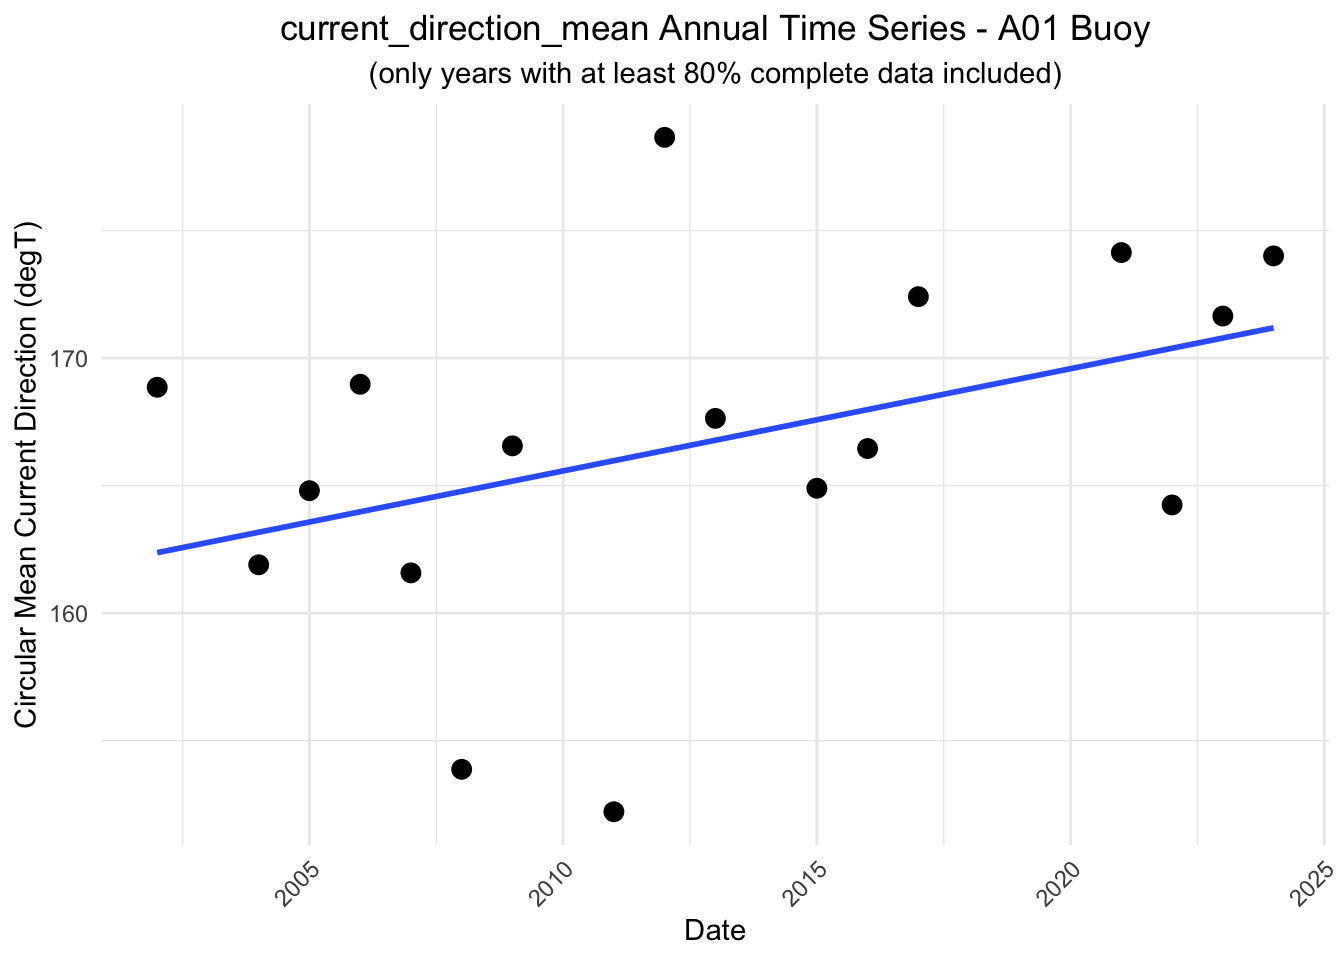 current_direction_mean Annual Time Series - A01 Buoy
(only years with at least 80% complete data included)
Circular Mean Current Direction (degT)
170
160
2005
2010
2015
2020
2025
Date